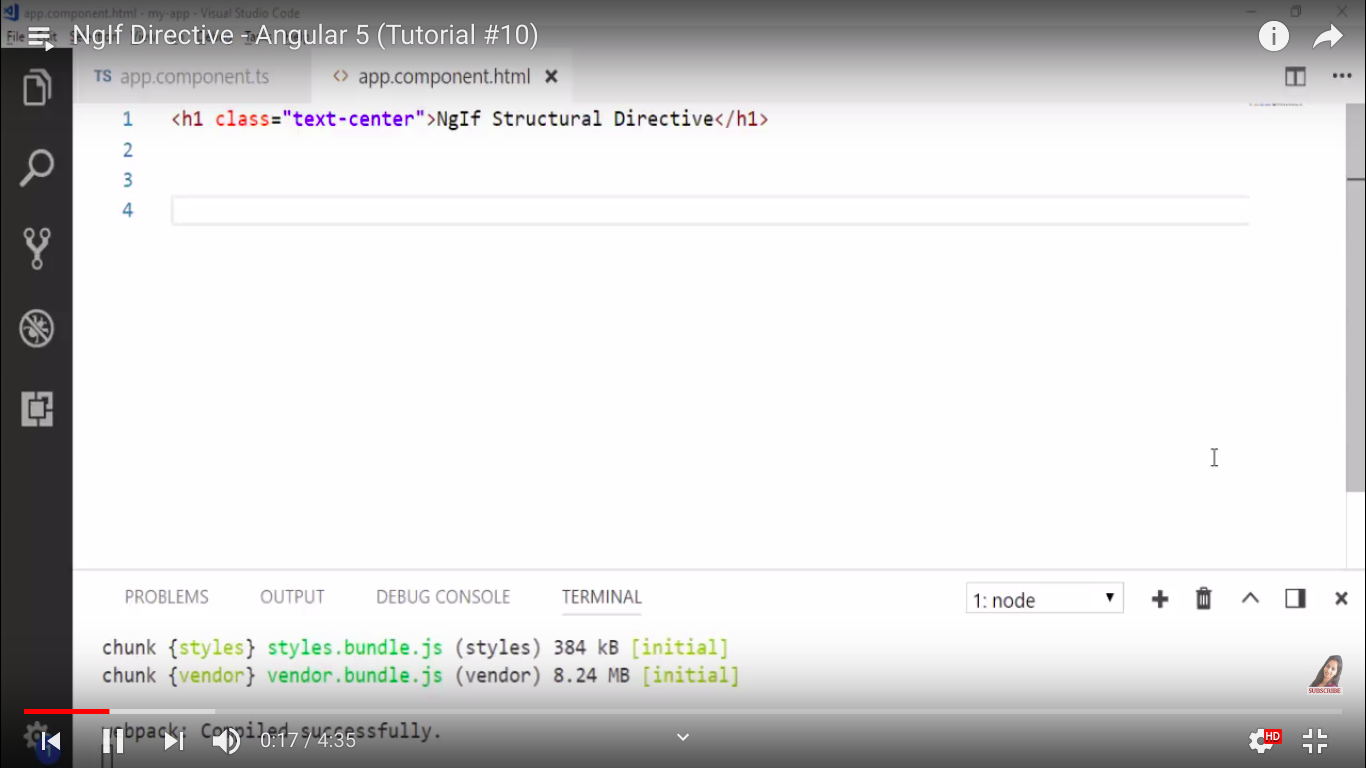 app.component.html - my-app - Visual Studio Code
File
NgIf Directive - Angular 5 (Tutorial #10)
TS app.component.ts
<> app.component.html
1 <h1 class="text-center">NgIf Structural Directive</h1>
2
3
4
PROBLEMS OUTPUT DEBUG CONSOLE TERMINAL 1: node
chunk {styles} styles.bundle.js (styles) 384 kB [initial]
chunk {vendor} vendor.bundle.js (vendor) 8.24 MB [initial]
SUBSCRIBE
webpack: Compiled successfully.
0:17 / 4:35
HD